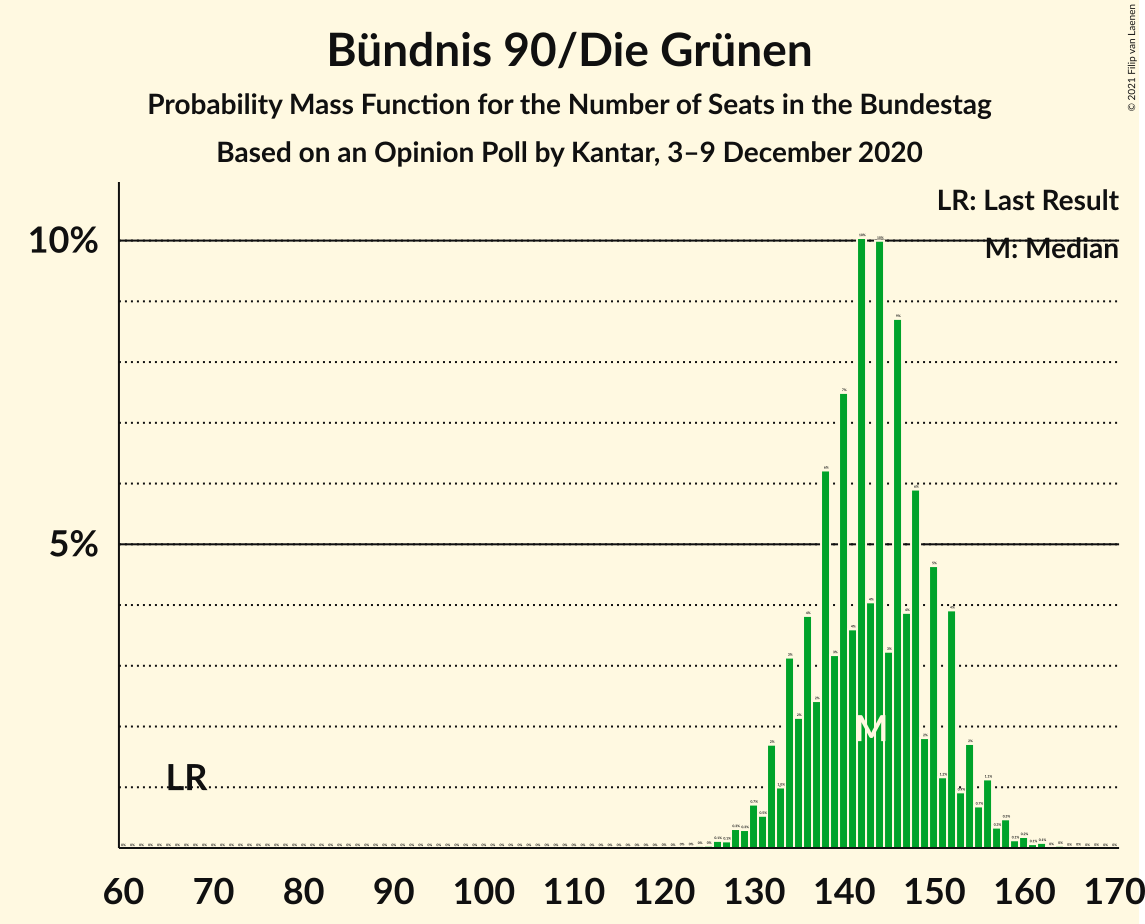 Bündnis 90/Die Grünen
Probability Mass Function for the Number of Seats in the Bundestag
Based on an Opinion Poll by Kantar, 3–9 December 2020
© 2021 Filip van Laenen
LR: Last Result
M: Median
10%
5%
LR
M
60 70 80 90 100 110 120 130 140 150 160 170